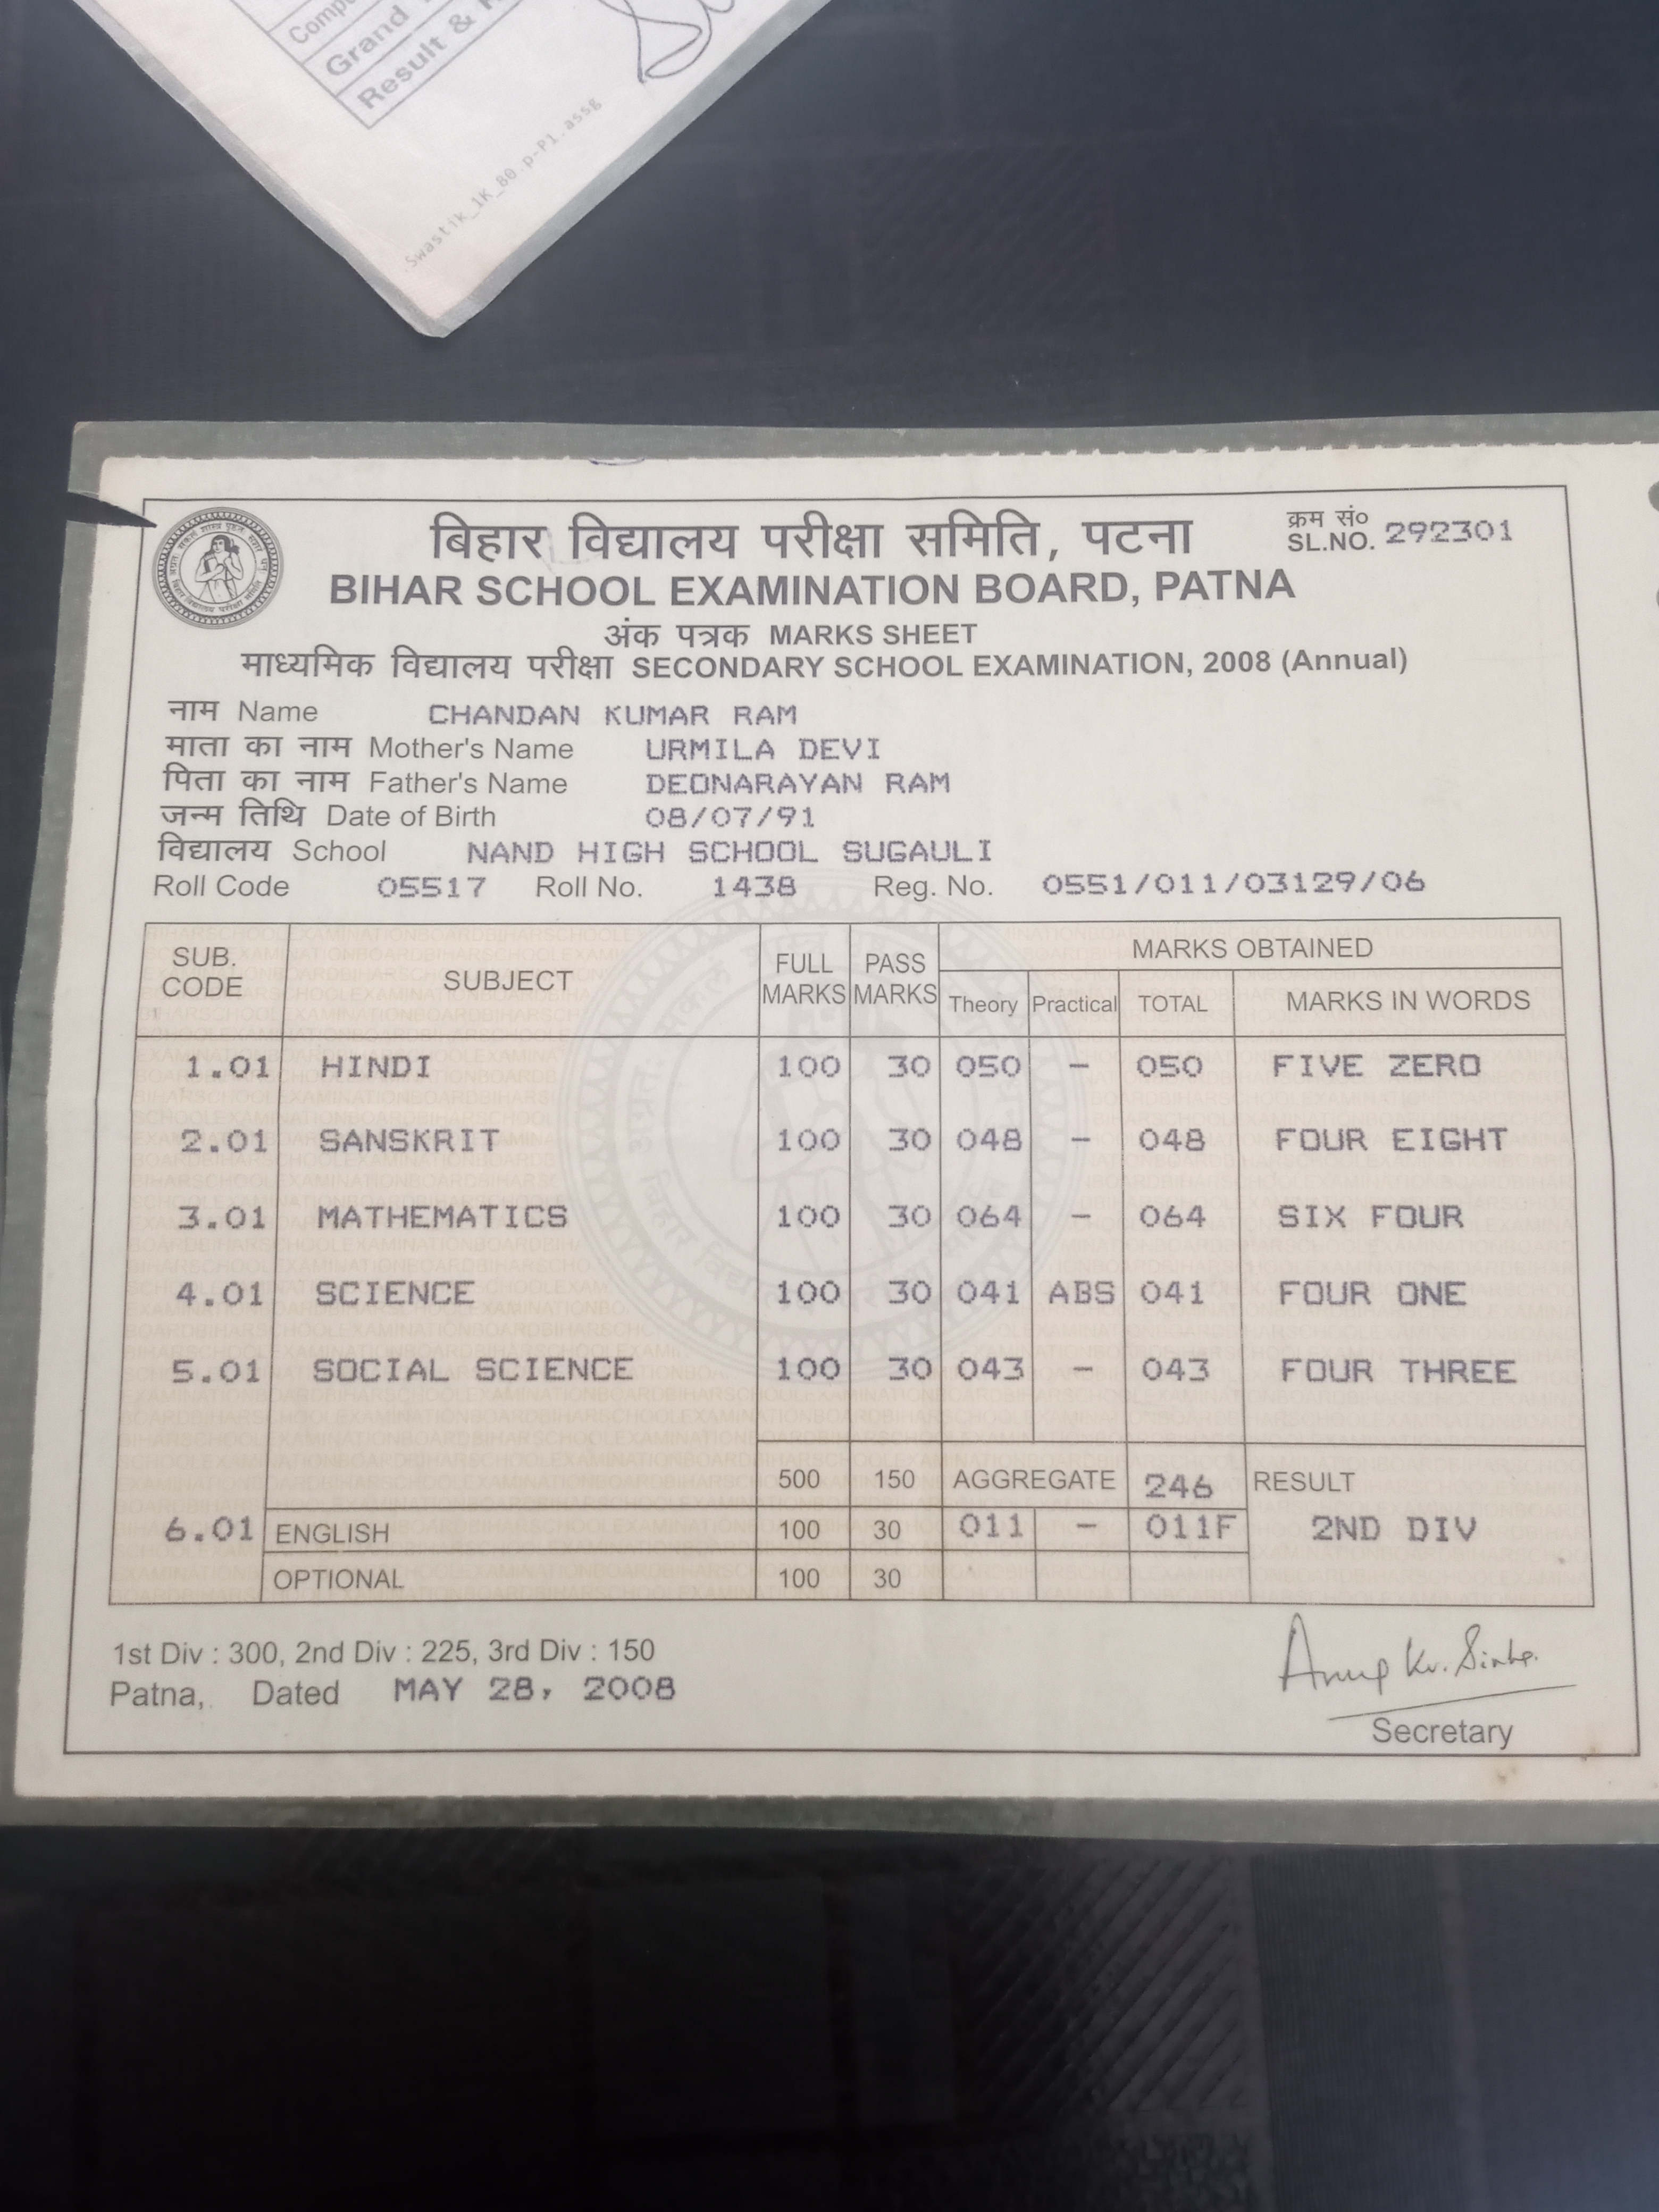 Comp
Grand
Result &
Swastik_1K_B0.p-P1.assg
बिहार विद्यालय परीक्षा समिति, पटना
क्रम सं०
SL.NO. 292301
BIHAR SCHOOL EXAMINATION BOARD, PATNA
अंक पत्रक MARKS SHEET
माध्यमिक विद्यालय परीक्षा SECONDARY SCHOOL EXAMINATION, 2008 (Annual)
नाम Name CHANDAN KUMAR RAM
माता का नाम Mother's Name URMILA DEVI
पिता का नाम Father's Name DEONARAYAN RAM
जन्म तिथि Date of Birth 08/07/91
विद्यालय School NAND HIGH SCHOOL SUGAULI
Roll Code 05517 Roll No. 1438 Reg. No. 0551/011/03129/06
SUB. CODE SUBJECT FULL MARKS PASS MARKS MARKS OBTAINED
Theory Practical TOTAL MARKS IN WORDS
1.01 HINDI 100 30 050 - 050 FIVE ZERO
2.01 SANSKRIT 100 30 048 - 048 FOUR EIGHT
3.01 MATHEMATICS 100 30 064 - 064 SIX FOUR
4.01 SCIENCE 100 30 041 ABS 041 FOUR ONE
5.01 SOCIAL SCIENCE 100 30 043 - 043 FOUR THREE
500 150 AGGREGATE 246 RESULT
6.01 ENGLISH 100 30 011 - 011F 2ND DIV
OPTIONAL 100 30
1st Div : 300, 2nd Div : 225, 3rd Div : 150
Patna, Dated MAY 28, 2008
Anup Kr. Sinha
Secretary